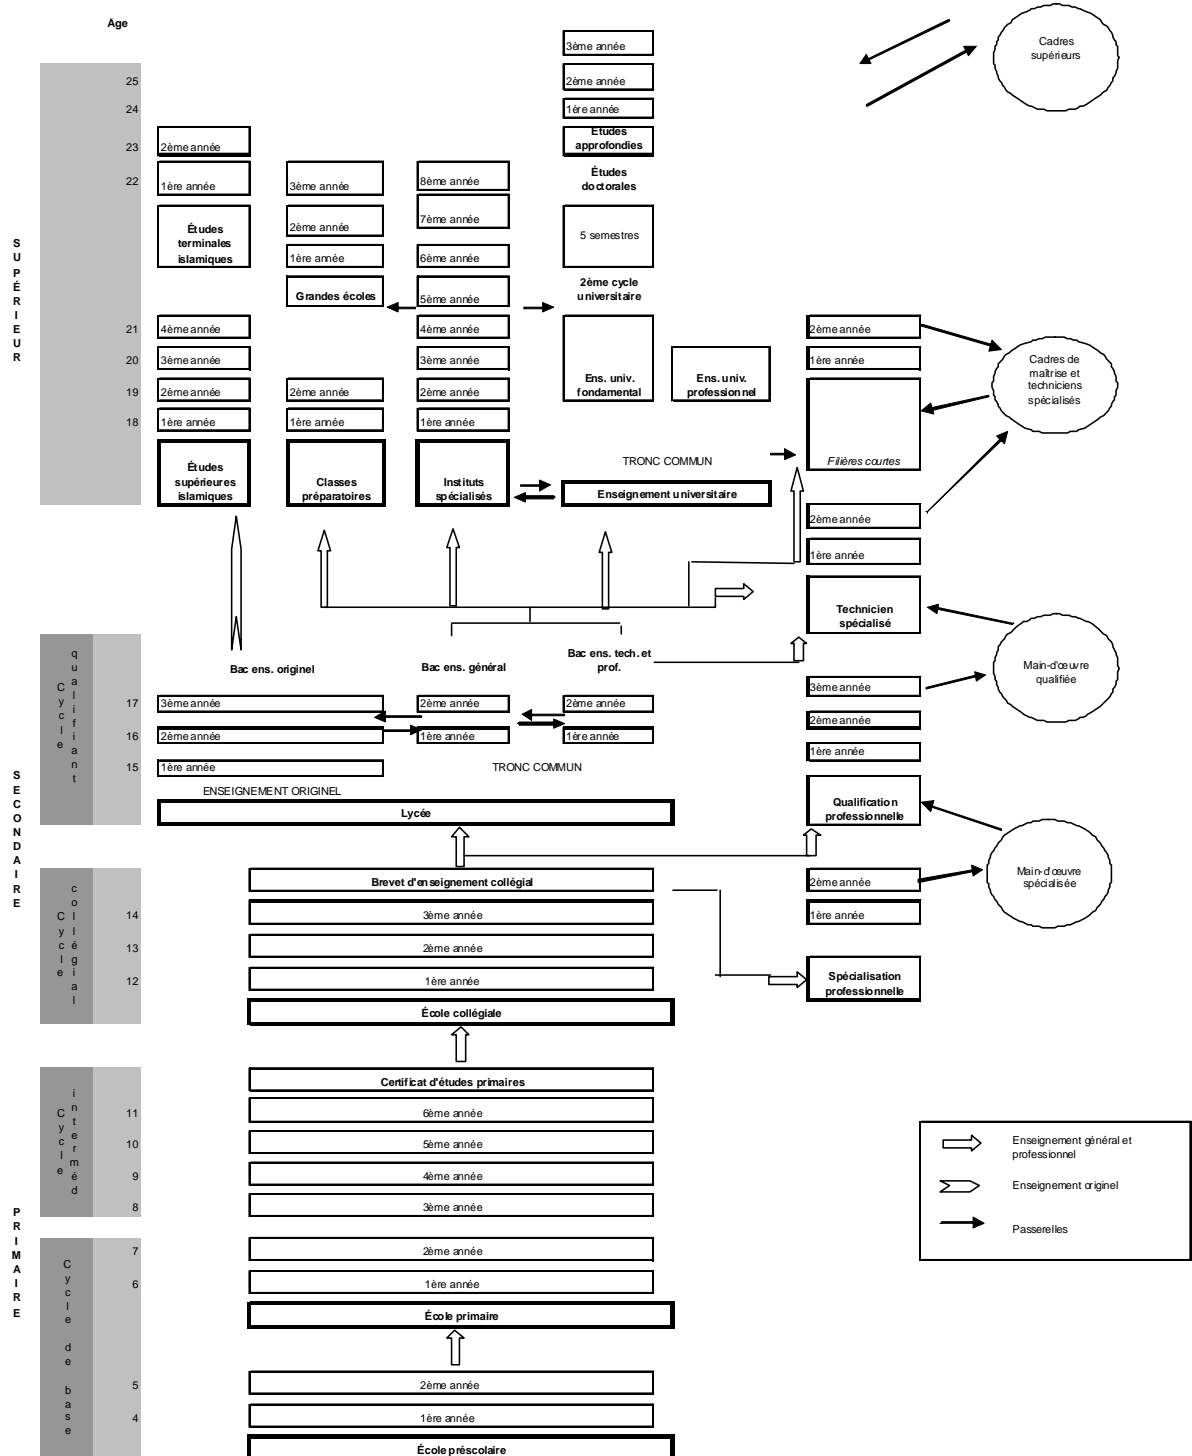 Age
Cadres
supérieurs
3ème année
25
2ème année
24
1ère année
Études
approfondies
23
2ème année
Études
doctorales
22
1ère année
3ème année
8ème année
7ème année
2ème année
Études
terminales
islamiques
5 semestres
1ère année
6ème année
2ème cycle
universitaire
Grandes écoles
5ème année
SUPÉRIEUR
21
4ème année
4ème année
2ème année
20
3ème année
3ème année
1ère année
Cadres de
maîtrise et
techniciens
spécialisés
Ens. univ.
fondamental
Ens. univ.
professionnel
19
2ème année
2ème année
2ème année
18
1ère année
1ère année
1ère année
Filières courtes
TRONC COMMUN
Études
supérieures
islamiques
Classes
préparatoires
Instituts
spécialisés
Enseignement universitaire
2ème année
1ère année
Technicien
spécialisé
Bac ens. originel
Bac ens. général
Bac ens. tech. et
prof.
Main-d'œuvre
qualifiée
Cycle
qualifiant
3ème année
17
3ème année
2ème année
2ème année
2ème année
16
2ème année
1ère année
1ère année
1ère année
15
1ère année
TRONC COMMUN
ENSEIGNEMENT ORIGINEL
Qualification
professionnelle
Lycée
SECONDAIRE
Cycle
collégial
Brevet d'enseignement collégial
2ème année
Main-d'œuvre
spécialisée
14
3ème année
1ère année
13
2ème année
12
1ère année
Spécialisation
professionnelle
École collégiale
Certificat d'études primaires
Cycle
interméd
11
6ème année
10
5ème année
9
4ème année
8
3ème année
Enseignement général et
professionnel
Enseignement originel
Passerelles
PRIMAIRE
Cycle de base
7
2ème année
6
1ère année
École primaire
5
2ème année
4
1ère année
École préscolaire